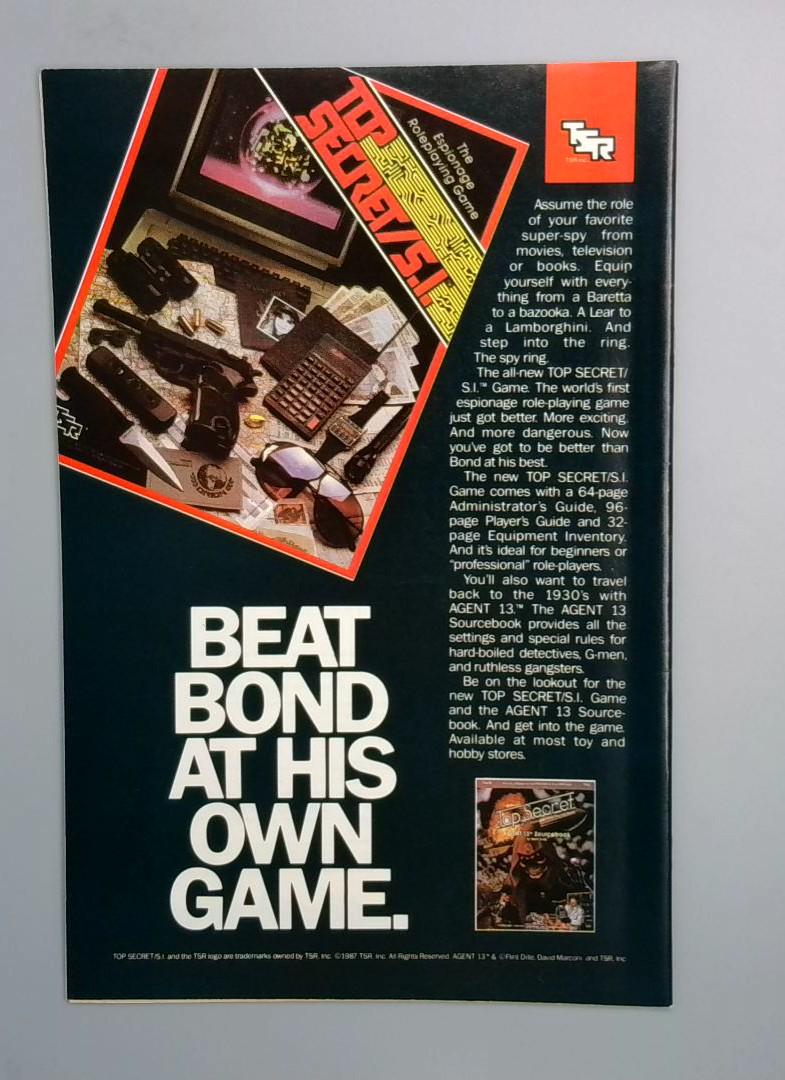 TOP
SECRET/S.I.
The
Espionage
Roleplaying Game
TSR
TSR, Inc.
TSR
Assume the role
of your favorite
super-spy from
movies, television
or books. Equip
yourself with every-
thing from a Baretta
to a bazooka. A Lear to
a Lamborghini. And
step into the ring.
The spy ring.
The all-new TOP SECRET/
S.I.™ Game. The world's first
espionage role-playing game
just got better. More exciting.
And more dangerous. Now
you've got to be better than
Bond at his best.
The new TOP SECRET/S.I.
Game comes with a 64-page
Administrator's Guide, 96-
page Player's Guide and 32-
page Equipment Inventory.
And it's ideal for beginners or
"professional" role-players.
You'll also want to travel
back to the 1930's with
AGENT 13.™ The AGENT 13
Sourcebook provides all the
settings and special rules for
hard-boiled detectives, G-men,
and ruthless gangsters.
Be on the lookout for the
new TOP SECRET/S.I. Game
and the AGENT 13 Source-
book. And get into the game.
Available at most toy and
hobby stores.
BEAT
BOND
AT HIS
OWN
GAME.
Top Secret
AGENT 13™ Sourcebook
TOP SECRET/S.I. and the TSR logo are trademarks owned by TSR, Inc. ©1987 TSR, Inc. All Rights Reserved. AGENT 13™ & ©Flint Dille, David Marconi and TSR, Inc.